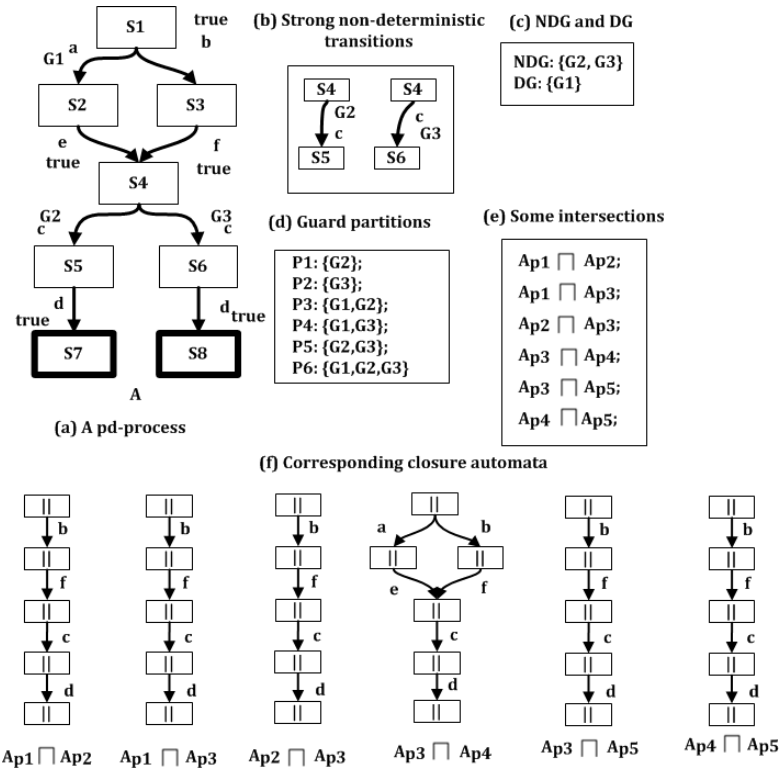 S1
true
b
G1
a
S2
S3
e
true
f
true
S4
G2
c
G3
c
S5
S6
d
true
d
true
S7
S8
A
(a) A pd-process
(b) Strong non-deterministic
transitions
S4
S4
G2
c
c
G3
S5
S6
(c) NDG and DG
NDG: {G2, G3}
DG: {G1}
(d) Guard partitions
P1: {G2};
P2: {G3};
P3: {G1,G2};
P4: {G1,G3};
P5: {G2,G3};
P6: {G1,G2,G3}
(e) Some intersections
Ap1 ⊓ Ap2;
Ap1 ⊓ Ap3;
Ap2 ⊓ Ap3;
Ap3 ⊓ Ap4;
Ap3 ⊓ Ap5;
Ap4 ⊓ Ap5;
(f) Corresponding closure automata
||
b
||
f
||
c
||
d
||
Ap1 ⊓ Ap2
||
b
||
f
||
c
||
d
||
Ap1 ⊓ Ap3
||
b
||
f
||
c
||
d
||
Ap2 ⊓ Ap3
||
a
b
||
||
e
f
||
c
||
d
||
Ap3 ⊓ Ap4
||
b
||
f
||
c
||
d
||
Ap3 ⊓ Ap5
||
b
||
f
||
c
||
d
||
Ap4 ⊓ Ap5